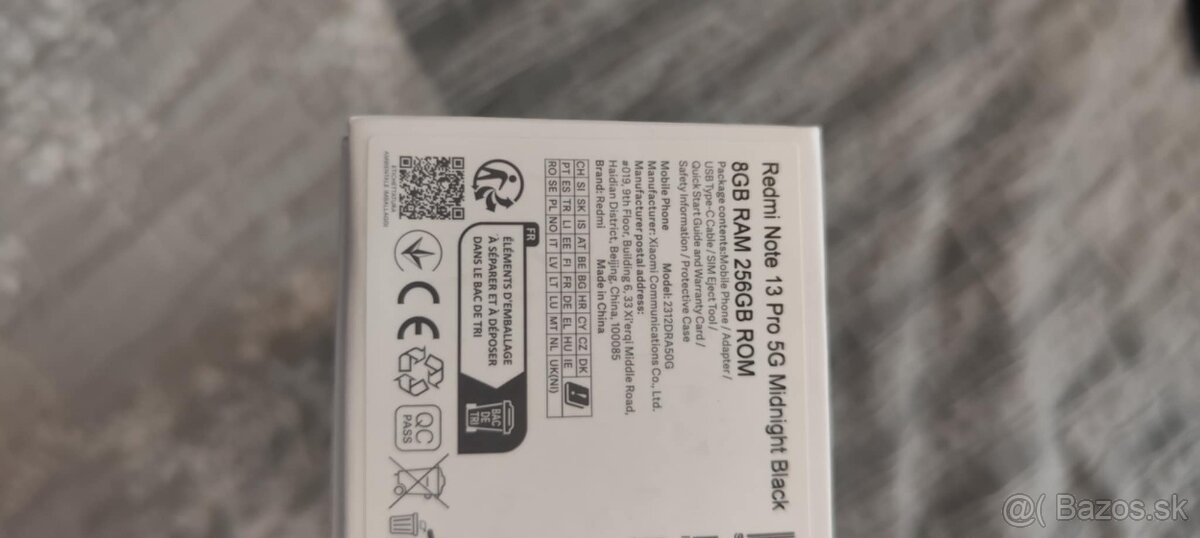 Redmi Note 13 Pro 5G Midnight Black
8GB RAM 256GB ROM
Package contents:Mobile Phone / Adapter /
USB Type-C Cable / SIM Eject Tool /
Quick Start Guide and Warranty Card /
Safety Information / Protective Case
Mobile Phone Model: 2312DRA50G
Manufacturer: Xiaomi Communications Co., Ltd.
Manufacturer postal address:
#019, 9th Floor, Building 6, 33 Xi'erqi Middle Road,
Haidian District, Beijing, China, 100085
Brand: Redmi Made in China
CH SI SK IS AT BE BG HR CY CZ DK
PT ES TR LI EE FI FR DE EL HU IE
RO SE PL NO IT LV LT LU MT NL UK(NI)
FR
ÉLÉMENTS D'EMBALLAGE
À SÉPARER ET À DÉPOSER
DANS LE BAC DE TRI
BAC
DE
TRI
ETICHETTATURA
AMBIENTALE IMBALLAGGI
CE
QC
PASS
@( Bazos.sk